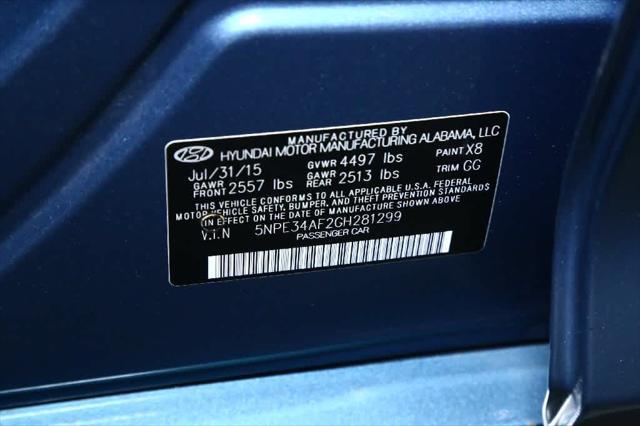 MANUFACTURED BY
HYUNDAI MOTOR MANUFACTURING ALABAMA, LLC
Jul/31/15 GVWR 4497 lbs PAINT X8
GAWR FRONT 2557 lbs GAWR REAR 2513 lbs TRIM GG
THIS VEHICLE CONFORMS TO ALL APPLICABLE U.S.A. FEDERAL
MOTOR VEHICLE SAFETY, BUMPER, AND THEFT PREVENTION STANDARDS
IN EFFECT ON THE DATE OF MANUFACTURE SHOWN ABOVE.
V.I.N 5NPE34AF2GH281299
PASSENGER CAR